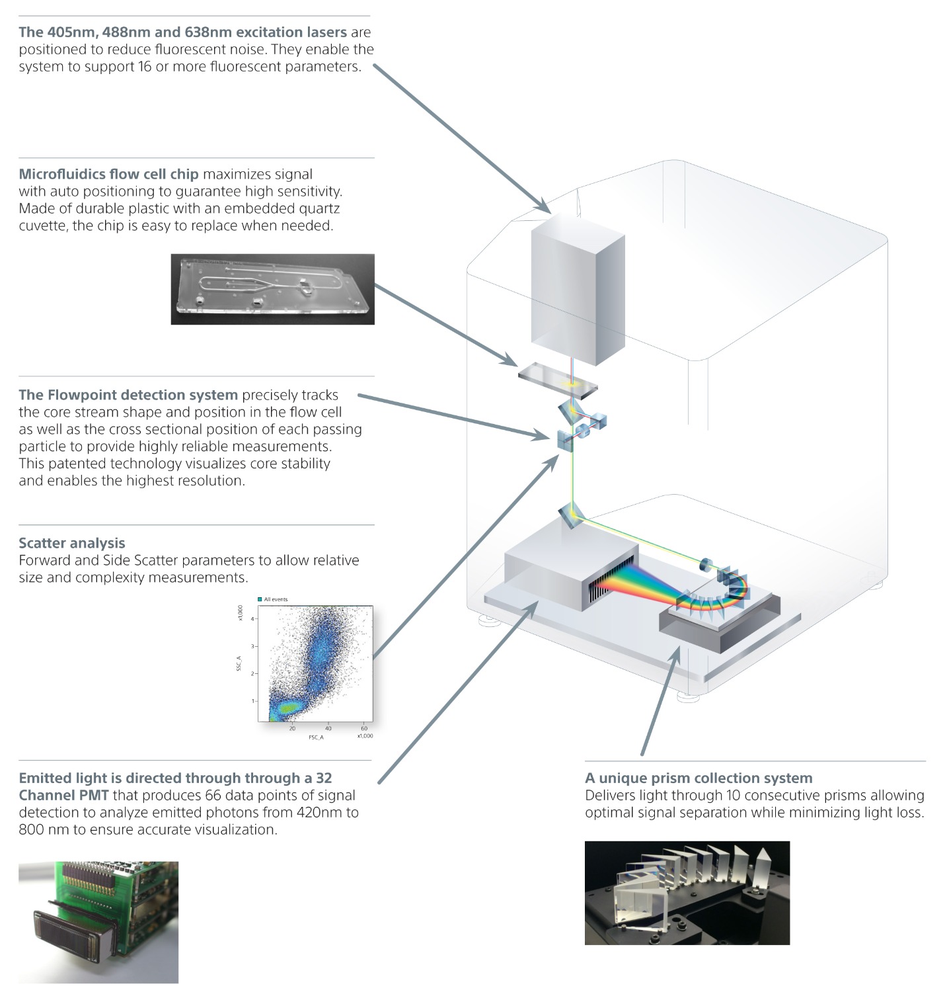 The 405nm, 488nm and 638nm excitation lasers are
positioned to reduce fluorescent noise. They enable the
system to support 16 or more fluorescent parameters.
Microfluidics flow cell chip maximizes signal
with auto positioning to guarantee high sensitivity.
Made of durable plastic with an embedded quartz
cuvette, the chip is easy to replace when needed.
The Flowpoint detection system precisely tracks
the core stream shape and position in the flow cell
as well as the cross sectional position of each passing
particle to provide highly reliable measurements.
This patented technology visualizes core stability
and enables the highest resolution.
Scatter analysis
Forward and Side Scatter parameters to allow relative
size and complexity measurements.
All events
x1,000
4
3
SSC_A
2
1
20 40 60
FSC_A x1,000
Emitted light is directed through through a 32
Channel PMT that produces 66 data points of signal
detection to analyze emitted photons from 420nm to
800 nm to ensure accurate visualization.
A unique prism collection system
Delivers light through 10 consecutive prisms allowing
optimal signal separation while minimizing light loss.